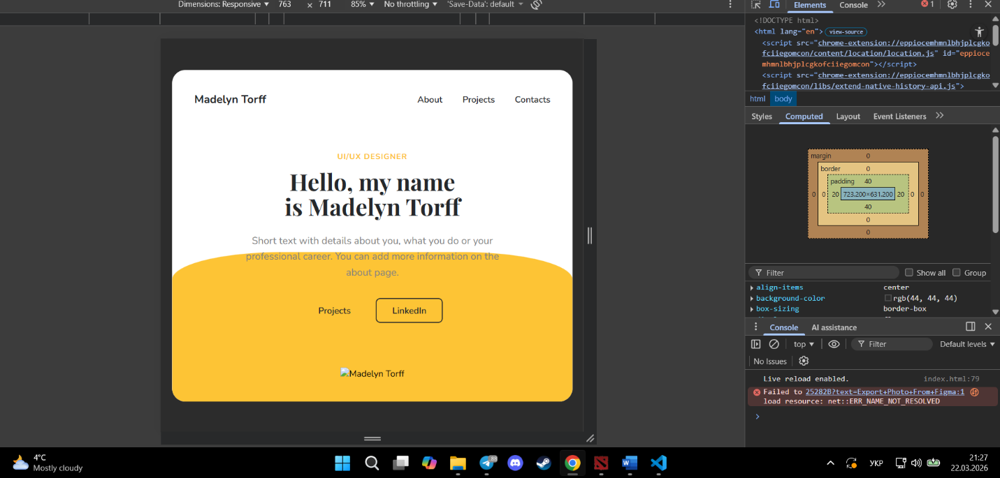 Dimensions: Responsive ▼ 763 × 711 85% ▼ No throttling ▼ 'Save-Data': default ▼
Elements Console 1
<!DOCTYPE html>
<html lang="en"> view-source
<script src="chrome-extension://eppiocemhmnlbhjplcgko
fciiegomcon/content/location/location.js" id="eppioce
mhmnlbhjplcgkofciiegomcon"></script>
<script src="chrome-extension://eppiocemhmnlbhjplcgko
fciiegomcon/libs/extend-native-history-api.js">
html body
Styles Computed Layout Event Listeners
margin 0
border 0
padding 40
0 0 20 723.200×631.200 20 0 0
40
0
0
Filter Show all Group
align-items center
background-color rgb(44, 44, 44)
box-sizing border-box
Console AI assistance
top ▼ Filter Default levels ▼
No Issues
Live reload enabled. index.html:79
Failed to 25282B?text=Export+Photo+From+Figma:1
load resource: net::ERR_NAME_NOT_RESOLVED
Madelyn Torff About Projects Contacts
UI/UX DESIGNER
Hello, my name
is Madelyn Torff
Short text with details about you, what you do or your
professional career. You can add more information on the
about page.
Projects LinkedIn
Madelyn Torff
4°C
Mostly cloudy
УКР
21:27
22.03.2026